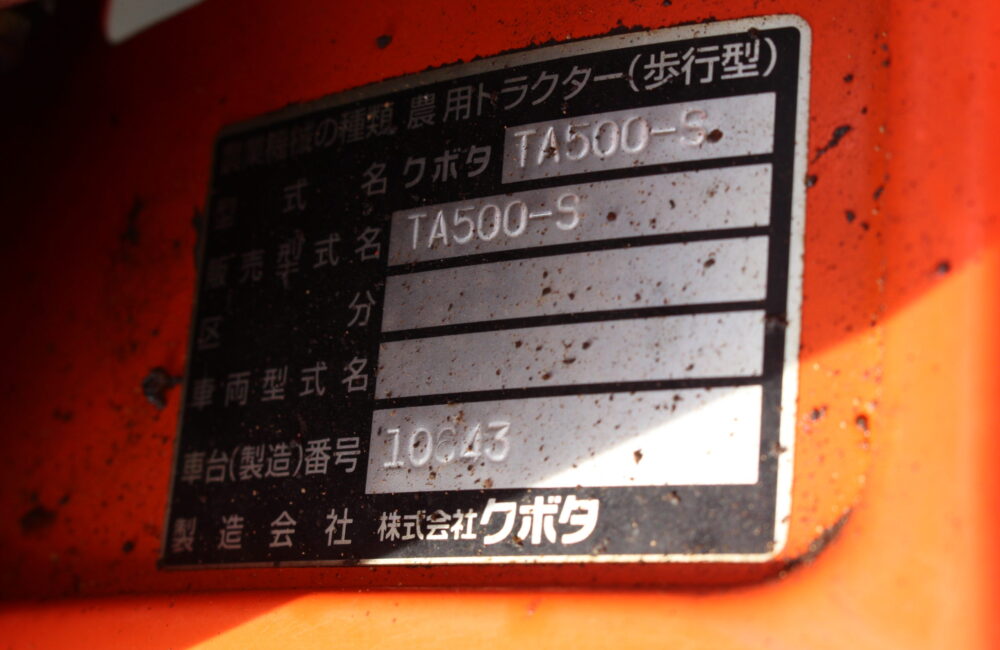 農業機械の種類 農用トラクター(歩行型)
型式名 クボタ TA500-S
販売型式名 TA500-S
区分
車両型式名
車台(製造)番号 10643
製造会社 株式会社クボタ